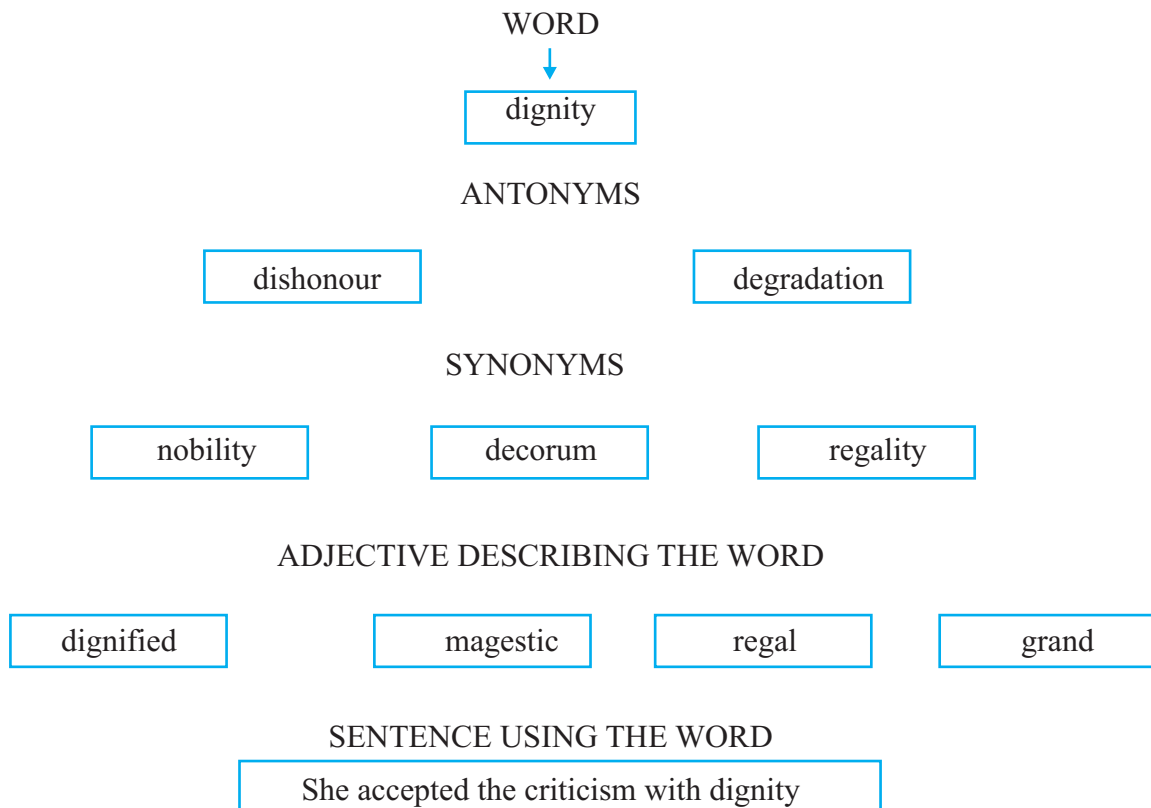 WORD
dignity
ANTONYMS
dishonour degradation
SYNONYMS
nobility decorum regality
ADJECTIVE DESCRIBING THE WORD
dignified magestic regal grand
SENTENCE USING THE WORD
She accepted the criticism with dignity